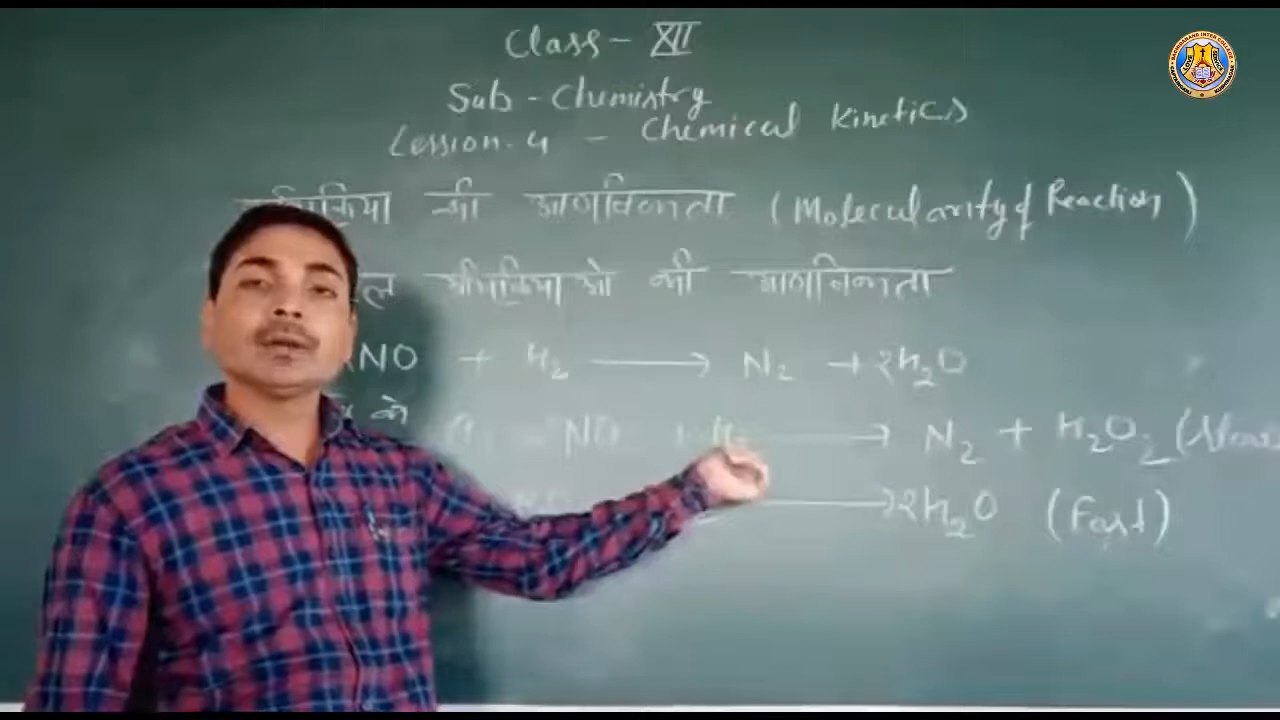 Class - XII
Sub - Chemistry
Lession. 4 - Chemical Kinetics
की आणविकता (Molecularity of Reaction)
अभिक्रियाओ की आणविकता
NO + H2 ⟶ N2 + 2H2O
के
NO + ⟶ N2 + H2O2 (
⟶ 2H2O (Fast)